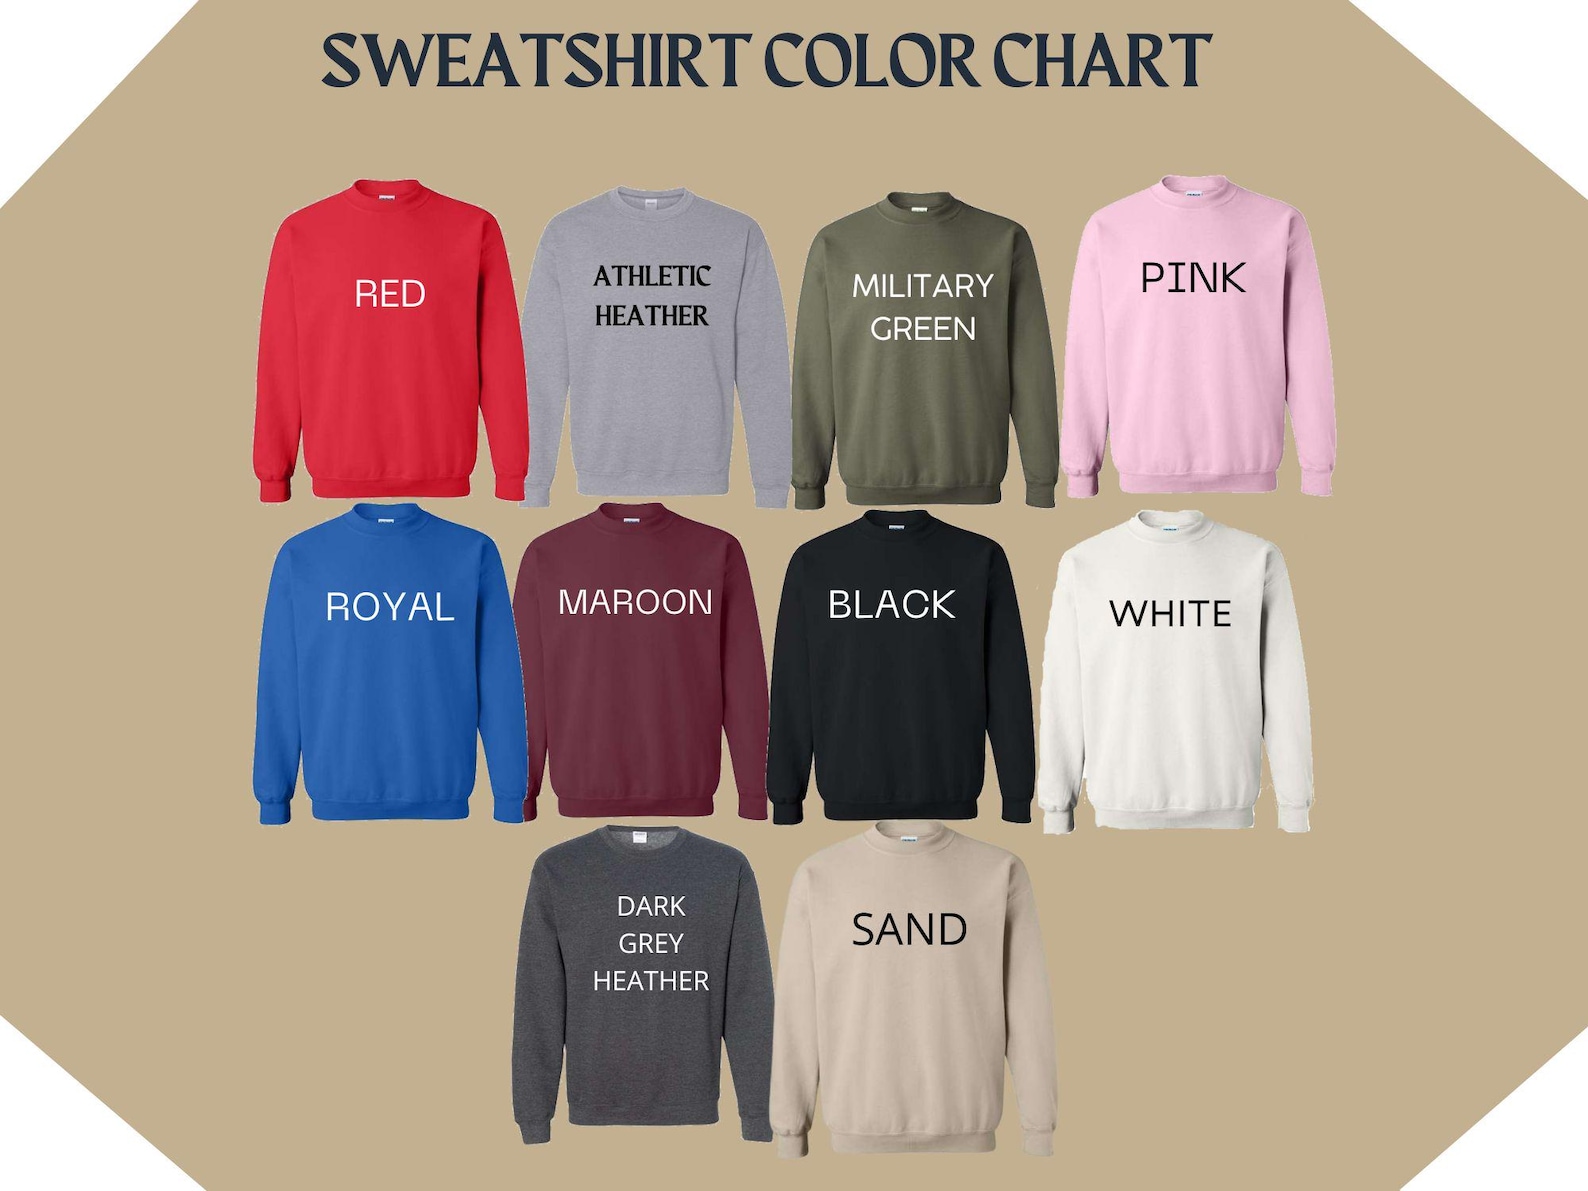 SWEATSHIRT COLOR CHART
RED
ATHLETIC
HEATHER
MILITARY
GREEN
PINK
ROYAL
MAROON
BLACK
WHITE
DARK
GREY
HEATHER
SAND